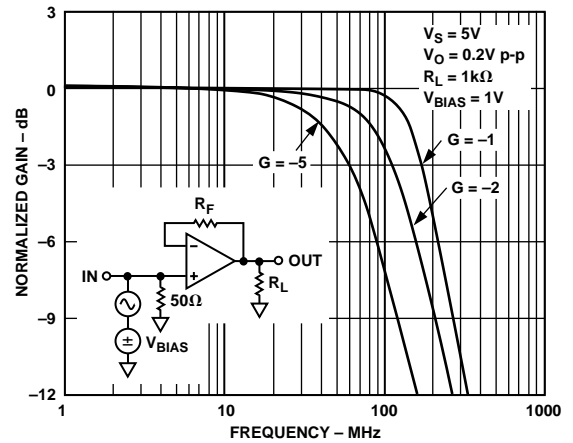 3
0
–3
–6
–9
–12
NORMALIZED GAIN – dB
V_S = 5V
V_O = 0.2V p-p
R_L = 1kΩ
V_BIAS = 1V
G = –1
G = –5
G = –2
R_F
–
+
IN
OUT
50Ω
R_L
±
V_BIAS
1
10
100
1000
FREQUENCY – MHz